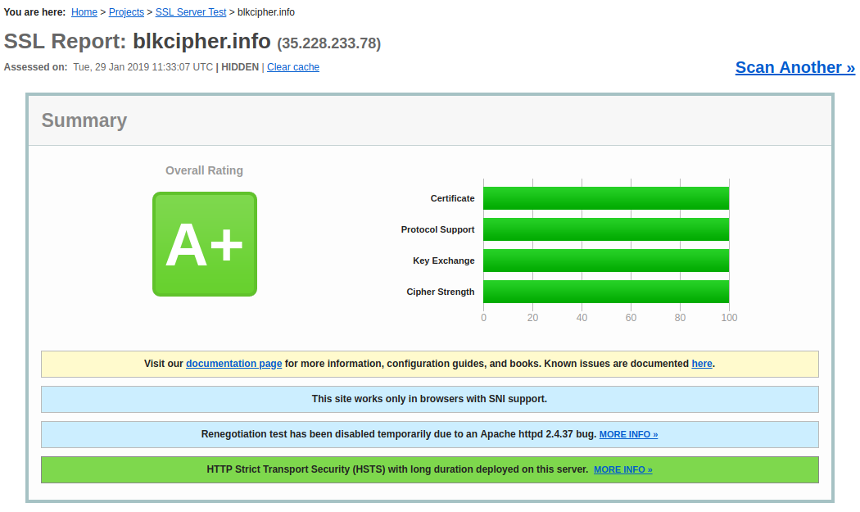 You are here: Home > Projects > SSL Server Test > blkcipher.info
SSL Report: blkcipher.info (35.228.233.78)
Assessed on: Tue, 29 Jan 2019 11:33:07 UTC | HIDDEN | Clear cache
Scan Another »
Summary
Overall Rating
A+
Certificate
Protocol Support
Key Exchange
Cipher Strength
0 20 40 60 80 100
Visit our documentation page for more information, configuration guides, and books. Known issues are documented here.
This site works only in browsers with SNI support.
Renegotiation test has been disabled temporarily due to an Apache httpd 2.4.37 bug. MORE INFO »
HTTP Strict Transport Security (HSTS) with long duration deployed on this server. MORE INFO »